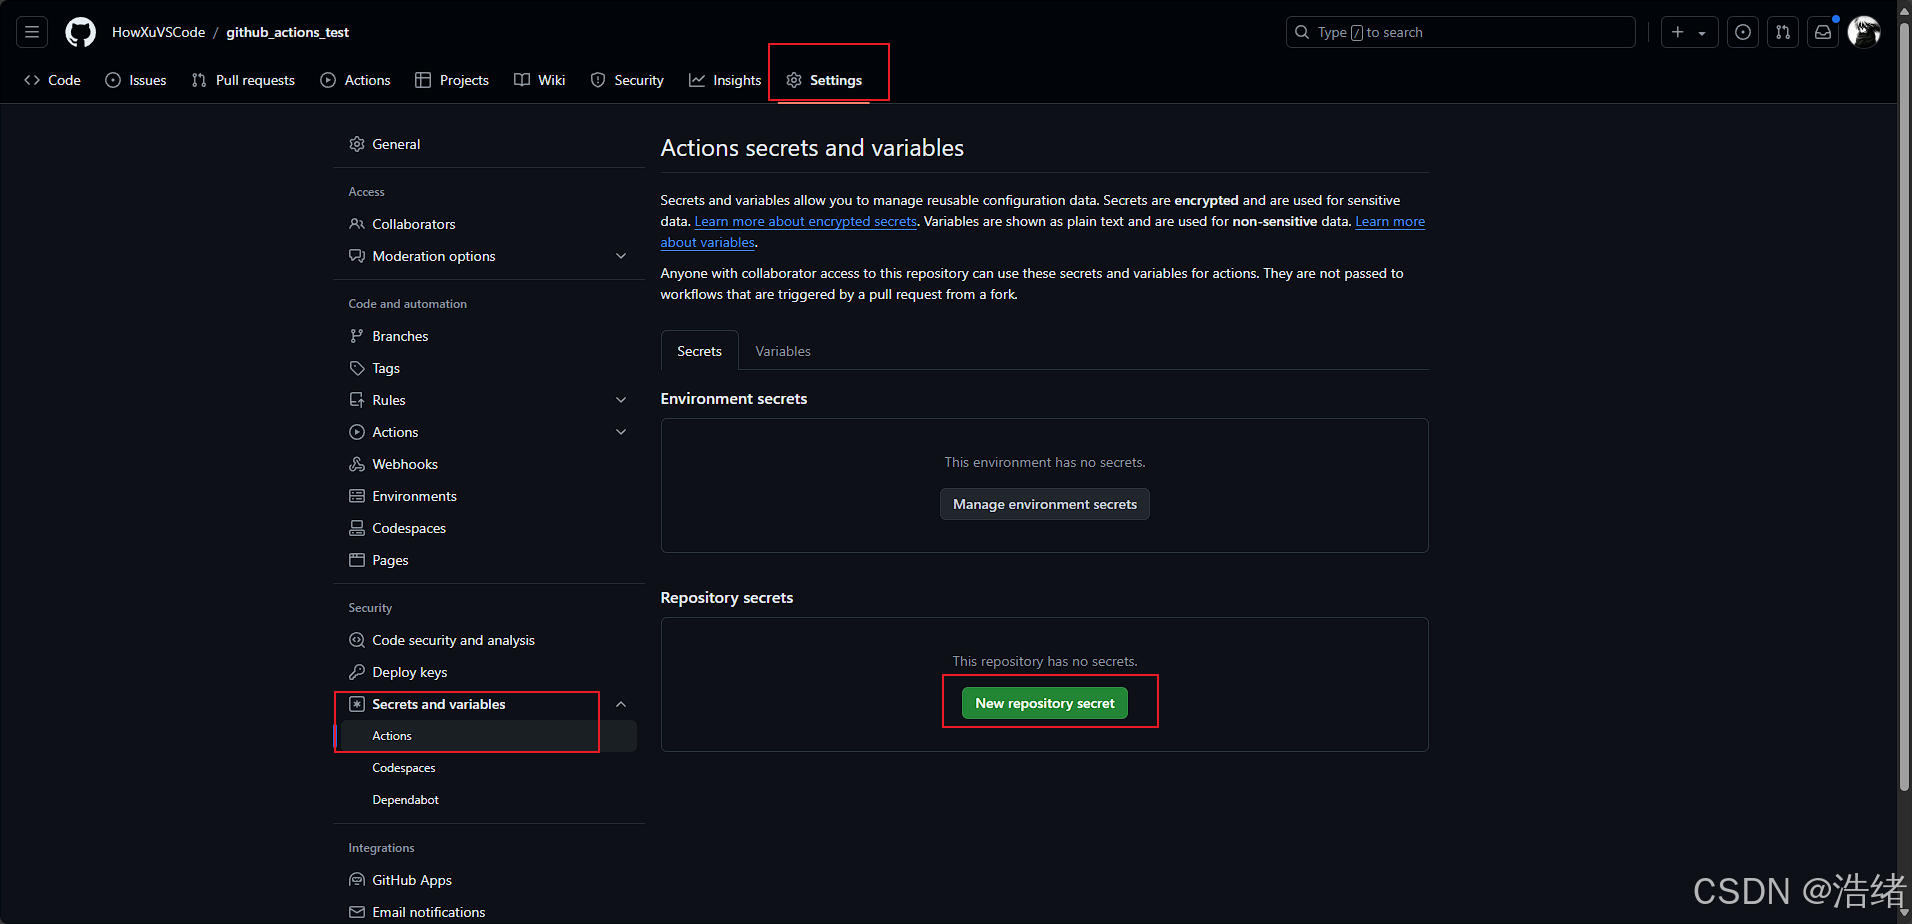 HowXuVSCode / github_actions_test
Type / to search
Code
Issues
Pull requests
Actions
Projects
Wiki
Security
Insights
Settings
General
Access
Collaborators
Moderation options
Code and automation
Branches
Tags
Rules
Actions
Webhooks
Environments
Codespaces
Pages
Security
Code security and analysis
Deploy keys
Secrets and variables
Actions
Codespaces
Dependabot
Integrations
GitHub Apps
Email notifications
Actions secrets and variables
Secrets and variables allow you to manage reusable configuration data. Secrets are encrypted and are used for sensitive
data. Learn more about encrypted secrets. Variables are shown as plain text and are used for non-sensitive data. Learn more
about variables.
Anyone with collaborator access to this repository can use these secrets and variables for actions. They are not passed to
workflows that are triggered by a pull request from a fork.
Secrets
Variables
Environment secrets
This environment has no secrets.
Manage environment secrets
Repository secrets
This repository has no secrets.
New repository secret
CSDN @浩绪